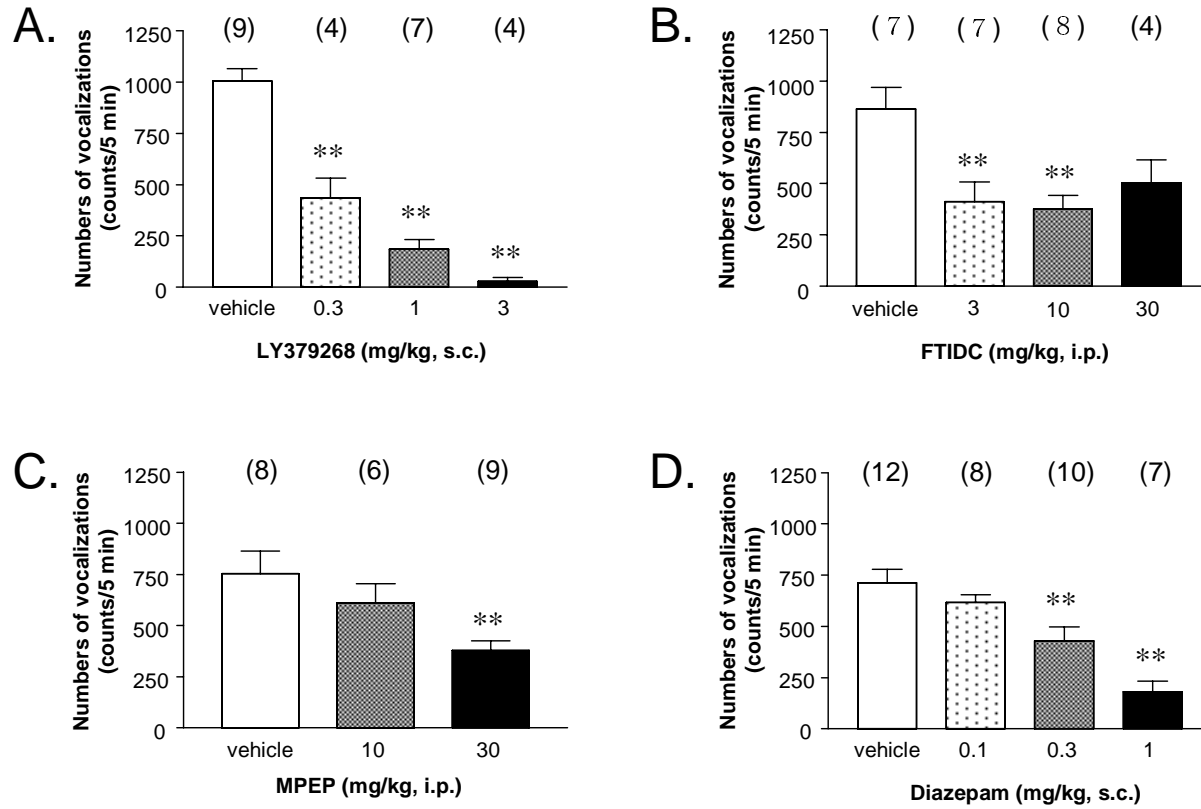 A.
(9) (4) (7) (4)
Numbers of vocalizations
(counts/5 min)
1250
1000
750
500
250
0
**
**
**
vehicle 0.3 1 3
LY379268 (mg/kg, s.c.)
B.
(7) (7) (8) (4)
Numbers of vocalizations
(counts/5 min)
1250
1000
750
500
250
0
** **
vehicle 3 10 30
FTIDC (mg/kg, i.p.)
C.
(8) (6) (9)
Numbers of vocalizations
(counts/5 min)
1250
1000
750
500
250
0
**
vehicle 10 30
MPEP (mg/kg, i.p.)
D.
(12) (8) (10) (7)
Numbers of vocalizations
(counts/5 min)
1250
1000
750
500
250
0
**
**
vehicle 0.1 0.3 1
Diazepam (mg/kg, s.c.)